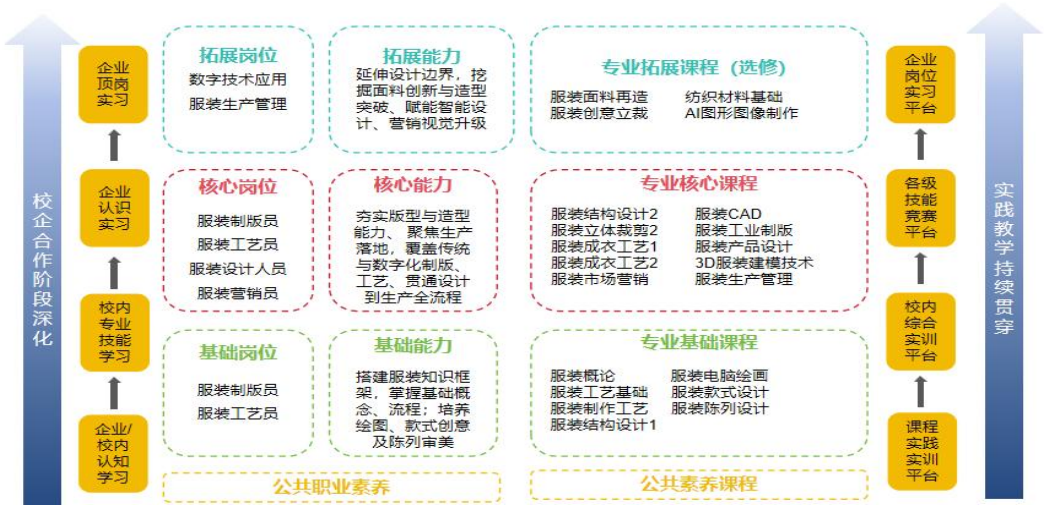 校企合作阶段深化
企业
顶岗
实习
企业
认识
实习
校内
专业
技能
学习
企业/
校内
认知
学习
拓展岗位
数字技术应用
服装生产管理
拓展能力
延伸设计边界，挖
掘面料创新与造型
突破、赋能智能设
计、营销视觉升级
专业拓展课程（选修）
服装面料再造 纺织材料基础
服装创意立裁 AI图形图像制作
核心岗位
服装制版员
服装工艺员
服装设计人员
服装营销员
核心能力
夯实版型与造型
能力、聚焦生产
落地，覆盖传统
与数字化制版、
工艺、贯通设计
到生产全流程
专业核心课程
服装结构设计2 服装CAD
服装立体裁剪2 服装工业制版
服装成衣工艺1 服装产品设计
服装成衣工艺2 3D服装建模技术
服装市场营销 服装生产管理
基础岗位
服装制版员
服装工艺员
基础能力
搭建服装知识框
架，掌握基础概
念、流程；培养
绘图、款式创意
及陈列审美
专业基础课程
服装概论 服装电脑绘画
服装工艺基础 服装款式设计
服装制作工艺 服装陈列设计
服装结构设计1
公共职业素养
公共素养课程
企业
岗位
实习
平台
各级
技能
竞赛
平台
校内
综合
实训
平台
课程
实践
实训
平台
实践教学持续贯穿